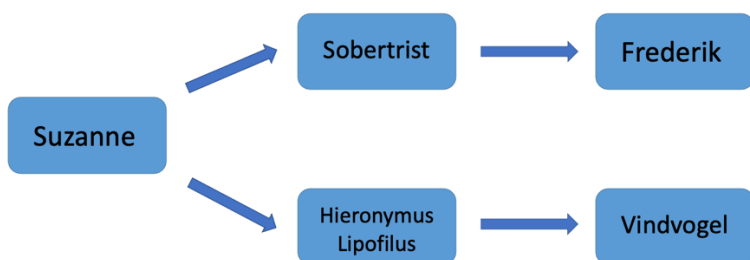 Suzanne
Sobertrist
Frederik
Hieronymus
Lipofilus
Vindvogel